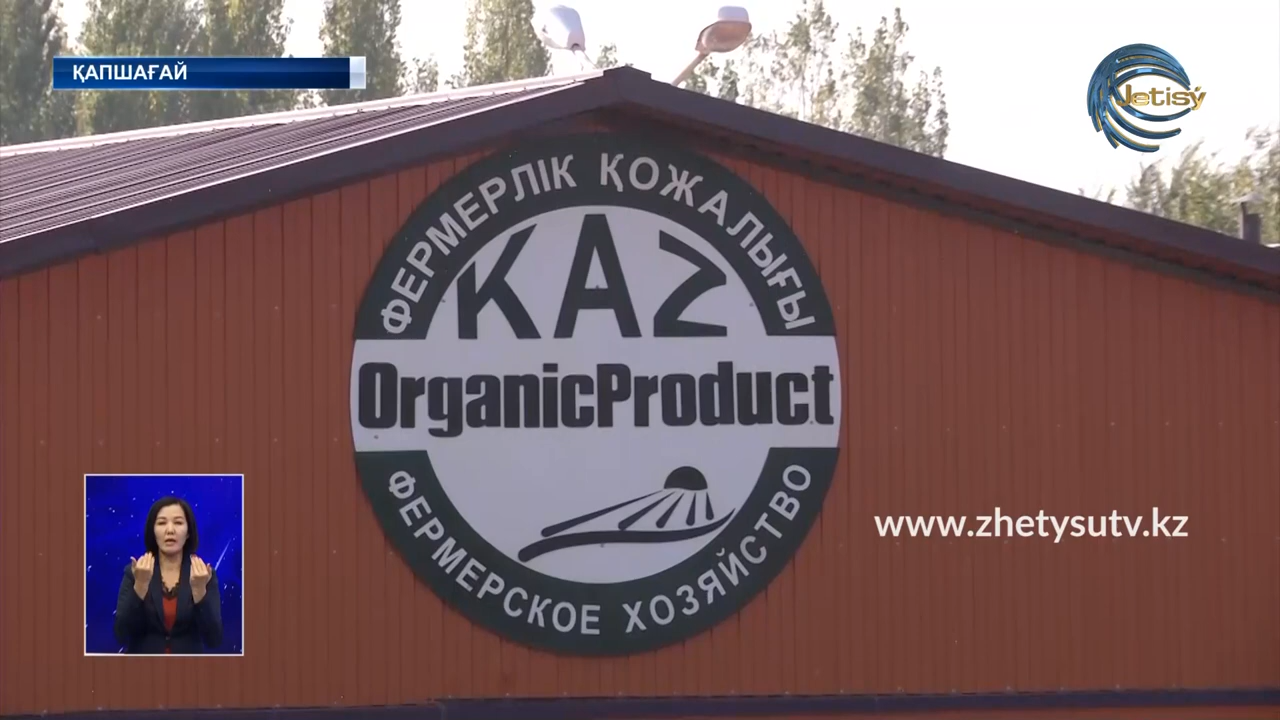 ҚАПШАҒАЙ
Jetisý
ФЕРМЕРЛІК ҚОЖАЛЫҒЫ
KAZ
OrganicProduct
ФЕРМЕРСКОЕ ХОЗЯЙСТВО
www.zhetysutv.kz